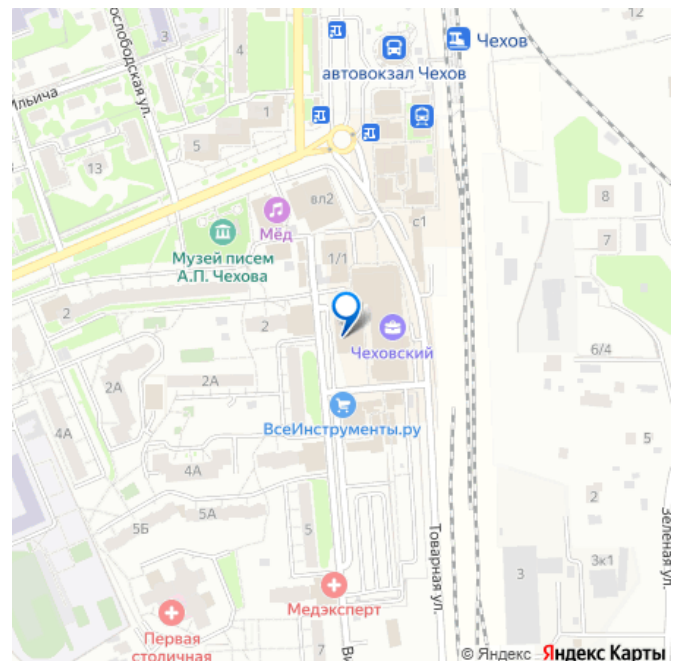 12
3
4
Чехов
автовокзал Чехов
Ильича
1
5
13
вл2
8
с1
7
Мёд
Музей писем
А.П. Чехова
1/1
2
2
Чеховский
6/4
2А
2А
ВсеИнструменты.ру
4А
5
4А
2
5Б
5А
5
Товарная ул.
Зеленая ул.
3
3к1
Медэксперт
Первая
столичная
7
© Яндекс Яндекс Карты